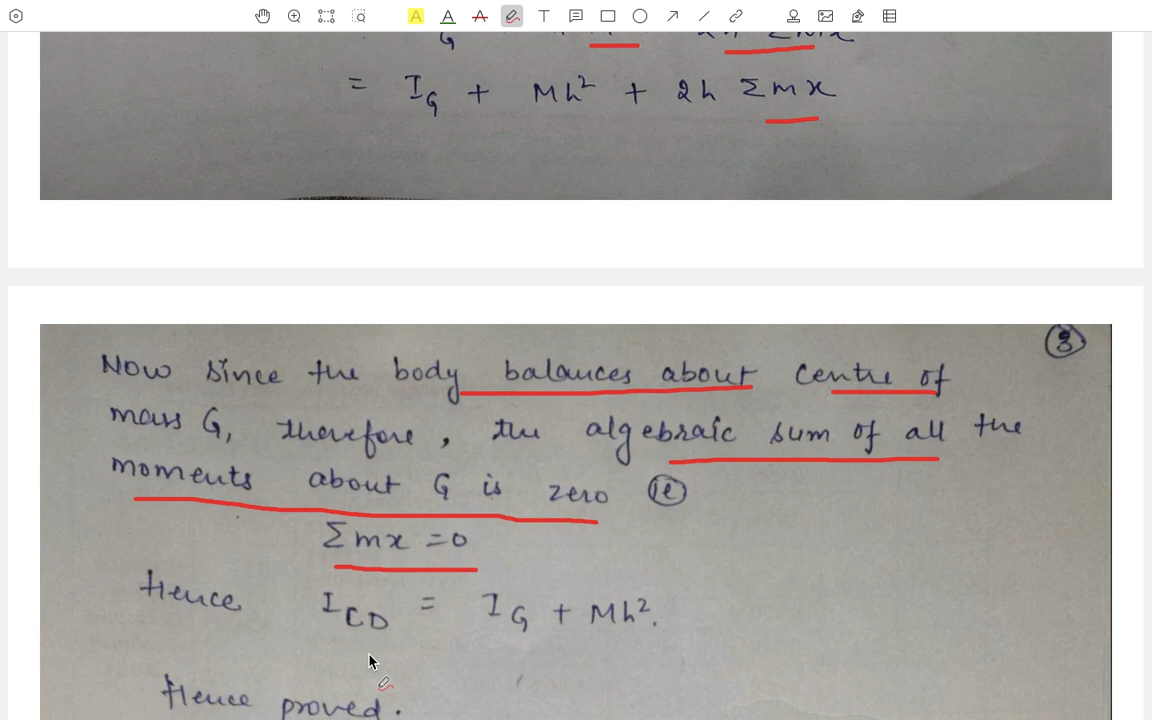 = I_G + Mh² + 2h Σmx
③
Now since the body balances about centre of
mass G, therefore, the algebraic sum of all the
moments about G is zero (ie)
Σmx = 0
Hence I_CD = I_G + Mh².
Hence proved.